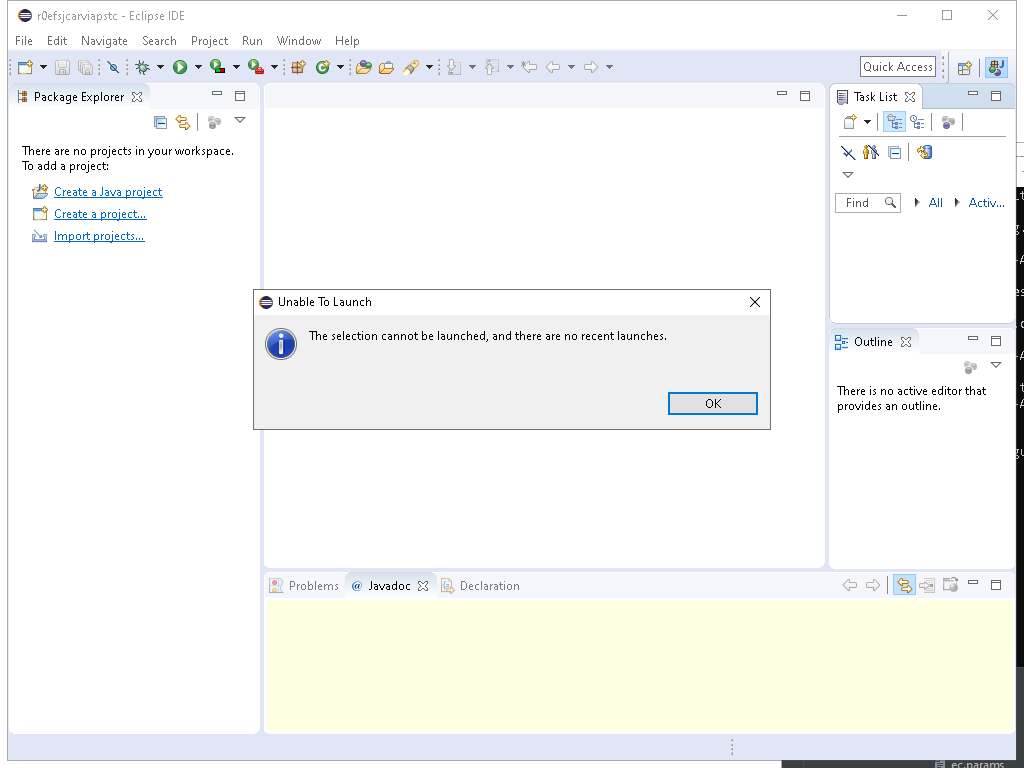 r0efsjcarviapstc - Eclipse IDE
File Edit Navigate Search Project Run Window Help
Quick Access
Package Explorer
There are no projects in your workspace.
To add a project:
Create a Java project
Create a project...
Import projects...
Task List
Find All Activ...
Unable To Launch
The selection cannot be launched, and there are no recent launches.
OK
Outline
There is no active editor that
provides an outline.
Problems @ Javadoc Declaration
ec.params